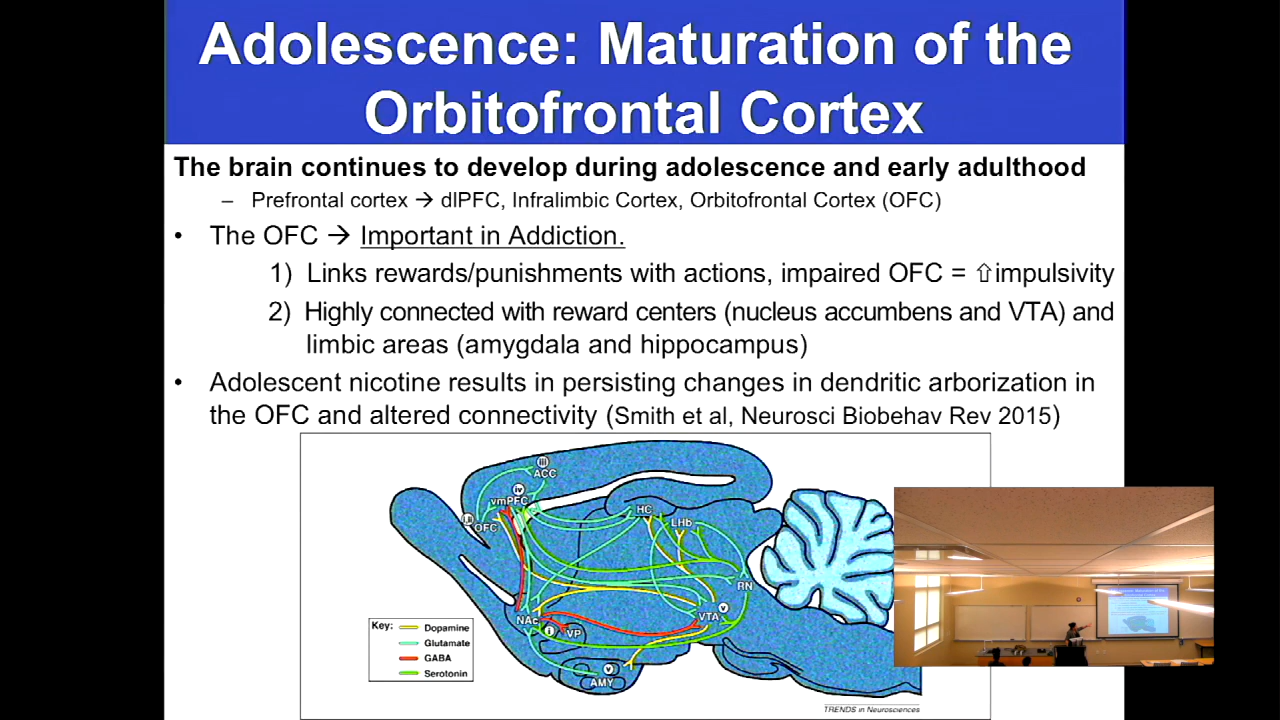 Adolescence: Maturation of the
Orbitofrontal Cortex
The brain continues to develop during adolescence and early adulthood
– Prefrontal cortex → dlPFC, Infralimbic Cortex, Orbitofrontal Cortex (OFC)
• The OFC → Important in Addiction.
1) Links rewards/punishments with actions, impaired OFC = ⇧impulsivity
2) Highly connected with reward centers (nucleus accumbens and VTA) and
limbic areas (amygdala and hippocampus)
• Adolescent nicotine results in persisting changes in dendritic arborization in
the OFC and altered connectivity (Smith et al, Neurosci Biobehav Rev 2015)
iii
ACC
iv
vmPFC
OFC
HC
LHb
RN
v
VTA
NAc
i
VP
v
AMY
Key:
Dopamine
Glutamate
GABA
Serotonin
TRENDS in Neurosciences